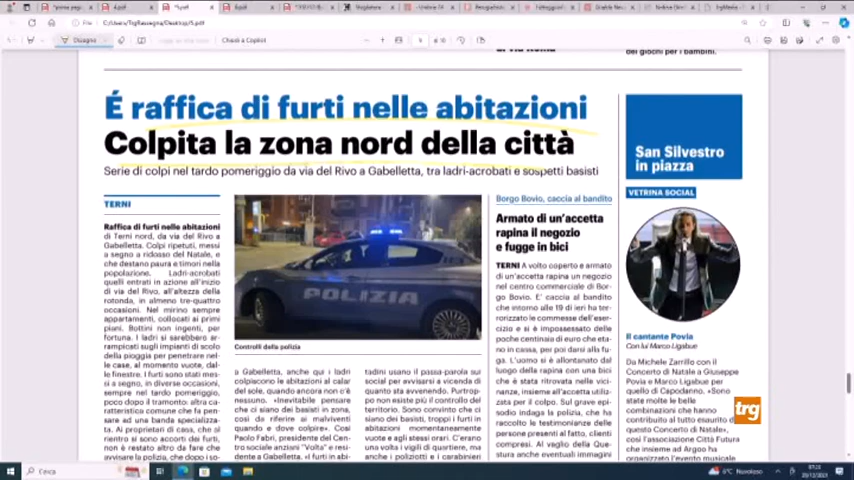 Disegno
Chiedi a Copilot
di via Roma
dei giochi per i bambini.
É raffica di furti nelle abitazioni
Colpita la zona nord della città
Serie di colpi nel tardo pomeriggio da via del Rivo a Gabelletta, tra ladri-acrobati e sospetti basisti
TERNI
Raffica di furti nelle abitazioni
di Terni nord, da via del Rivo a
Gabelletta. Colpi ripetuti, messi
a segno a ridosso del Natale, e
che destano paura e timori nella
popolazione. Ladri-acrobati
quelli entrati in azione all'inizio
di via del Rivo. all'altezza della
rotonda, in almeno tre-quattro
occasioni. Nel mirino sempre
appartamenti, collocati ai primi
piani. Bottini non ingenti, per
fortuna. I ladri si sarebbero ar-
rampicati sugli impianti di scolo
della pioggia per penetrare nel-
le case, al momento vuote, dal-
le finestre. I furti sono stati mes-
si a segno, in diverse occasioni,
sempre nel tardo pomeriggio,
poco dopo il tramonto: altra ca-
ratteristica comune che fa pen-
sare ad una banda specializza-
ta. Ai proprietari di casa, che al
rientro si sono accorti dei furti,
non è restato altro da fare che
avvisare la polizia, che dopo i so-
POLIZIA
Controlli della polizia
a Gabelletta, anche qui i ladri
colpiscono le abitazioni al calar
del sole, quando ancora non c'è
nessuno. «Inevitabile pensare
che ci siano dei basisti in zona,
così da riferire ai malviventi
quando e dove colpire». Così
Paolo Fabri, presidente del Cen-
tro sociale anziani "Volta" e resi-
dente a Gabelletta. «I furti in abi-
tadini usano il passa-parola sui
social per avvisarsi a vicenda di
quanto sta avvenendo. Purtrop-
po non esiste più il controllo del
territorio. Sono convinto che ci
siano dei basisti, troppi i furti in
abitazioni momentaneamente
vuote e agli stessi orari. C'erano
una volta i vigili di quartiere, ma
anche i poliziotti e i carabinieri
Borgo Bovio, caccia al bandito
Armato di un'accetta
rapina il negozio
e fugge in bici
TERNI A volto coperto e armato
di un'accetta rapina un negozio
nel centro commerciale di Bor-
go Bovio. E' caccia al bandito
che intorno alle 19 di ieri ha ter-
rorizzato le commesse dell'eser-
cizio e si è impossessato delle
poche centinaia di euro che eta-
no in cassa, per poi darsi alla fu-
ga. L'uomo si è allontanato dal
luogo della rapina con una bici
che è stata ritrovata nelle vici-
nanze, insieme all'accetta utiliz-
zata per il colpo. Sul grave epi-
sodio indaga la polizia, che ha
raccolto le testimonianze delle
persone presenti al fatto, clienti
compresi. Al vaglio della Que-
stura anche eventuali immagini
San Silvestro
in piazza
VETRINA SOCIAL
Il cantante Povia
Con lui Marco Ligabue
Da Michele Zarrillo con il
Concerto di Natale a Giuseppe
Povia e Marco Ligabue per
quello di Capodanno. «Sono
state molte le belle
combinazioni che hanno
contribuito al tutto esaurito di
questo Concerto di Natale»,
così l'associazione Città Futura
che insieme ad Argoo ha
organizzato l'evento musicale
trg
Cerca
Nuvoloso